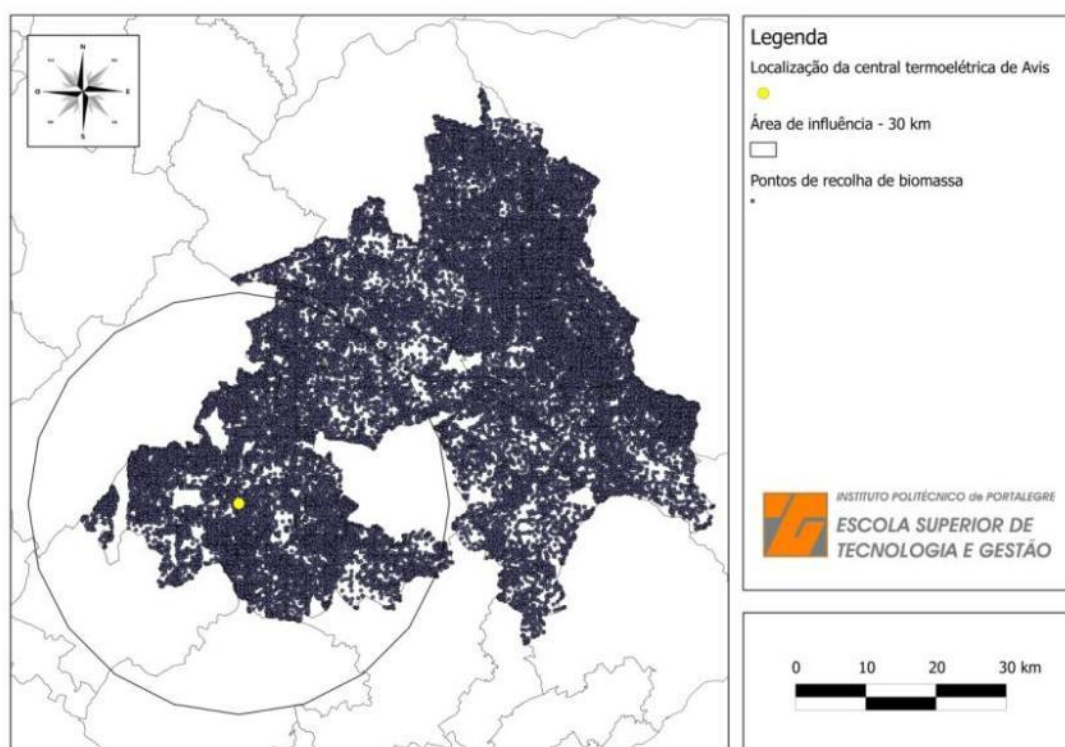 N
O
E
S
Legenda
Localização da central termoelétrica de Avis
Área de influência - 30 km
Pontos de recolha de biomassa
INSTITUTO POLITÉCNICO de PORTALEGRE
ESCOLA SUPERIOR DE
TECNOLOGIA E GESTÃO
0 10 20 30 km